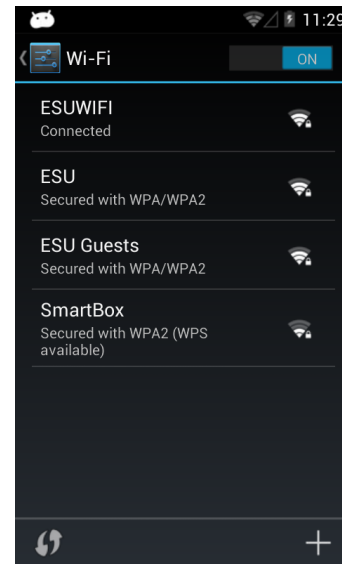 11:29
Wi-Fi
ON
ESUWIFI
Connected
ESU
Secured with WPA/WPA2
ESU Guests
Secured with WPA/WPA2
SmartBox
Secured with WPA2 (WPS
available)